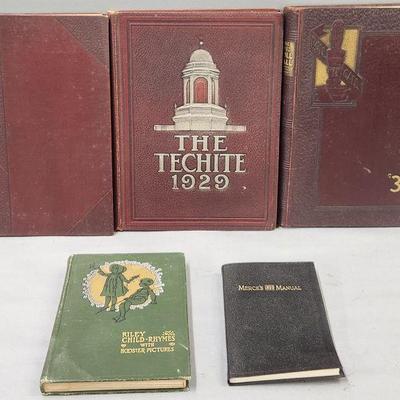 THE
TECHITE
1929
'3
RILEY
CHILD-RHYMES
WITH
HOOSIER PICTURES
MERCK'S 1899 MANUAL